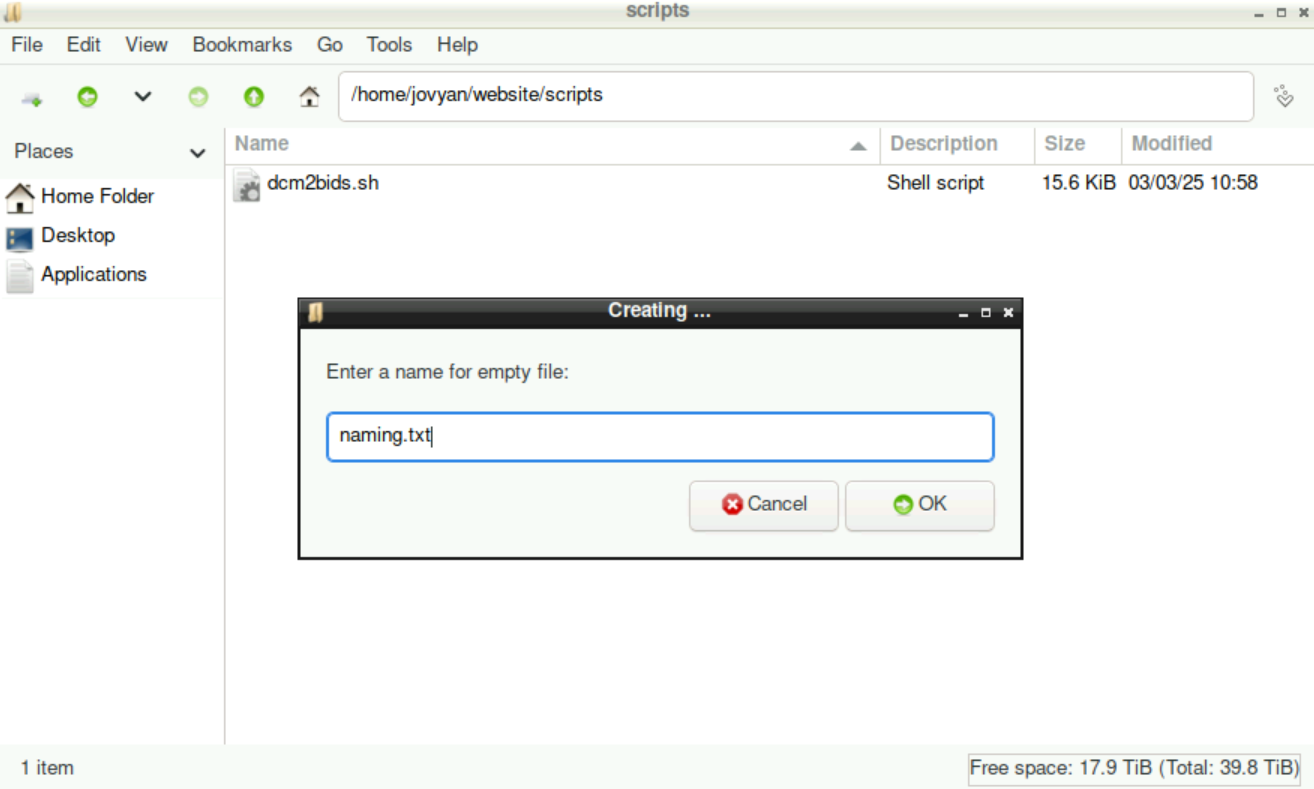 scripts
File Edit View Bookmarks Go Tools Help
/home/jovyan/website/scripts
Places
Home Folder
Desktop
Applications
Name Description Size Modified
dcm2bids.sh Shell script 15.6 KiB 03/03/25 10:58
Creating ...
Enter a name for empty file:
naming.txt
Cancel OK
1 item
Free space: 17.9 TiB (Total: 39.8 TiB)